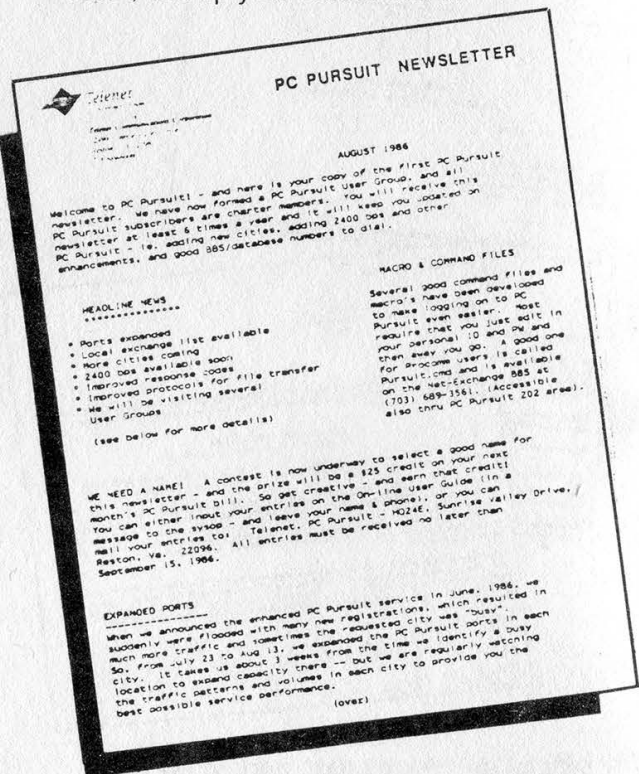 Telenet
PC PURSUIT NEWSLETTER
AUGUST 1986
Welcome to PC Pursuit! - and here is your copy of the first PC Pursuit
newsletter. We have now formed a PC Pursuit User Group, and all
PC Pursuit subscribers are charter members. You will receive this
newsletter at least 6 times a year and it will keep you updated on
PC Pursuit - ie. adding new cities, adding 2400 bps and other
enhancements, and good BBS/database numbers to dial.
HEADLINE NEWS
* Ports expanded
* Local exchange list available
* More cities coming
* 2400 bps available soon
* Improved response codes
* Improved protocols for file transfer
* We will be visiting several
User Groups
(see below for more details)
MACRO & COMMAND FILES
Several good command files and
macro's have been developed
to make logging on to PC
Pursuit even easier. Most
require that you just edit in
your personal ID and PW and
then away you go. A good one
for Procomm users is called
Pursuit.cmd and is available
on the Net-Exchange BBS at
(703) 689-3561. (Accessible
also thru PC Pursuit 202 area).
WE NEED A NAME! A contest is now underway to select a good name for
this newsletter - and the prize will be a $25 credit on your next
month's PC Pursuit bill. So get creative - and earn that credit!
You can either input your entries on the On-line User Guide (in a
message to the sysop - and leave your name & phone), or you can
mail your entries to: Telenet, PC Pursuit - HQ24E, Sunrise Valley Drive,
Reston, Va. 22096. All entries must be received no later than
September 15, 1986.
EXPANDED PORTS
When we announced the enhanced PC Pursuit service in June, 1986, we
suddenly were flooded with many new registrations, which resulted in
much more traffic and sometimes the requested city was "busy".
So, from July 23 to Aug 13, we expanded the PC Pursuit ports in each
city. It takes us about 3 weeks from the time we identify a busy
location to expand capacity there -- but we are regularly watching
the traffic patterns and volumes in each city to provide you the
best possible service performance.
(over)